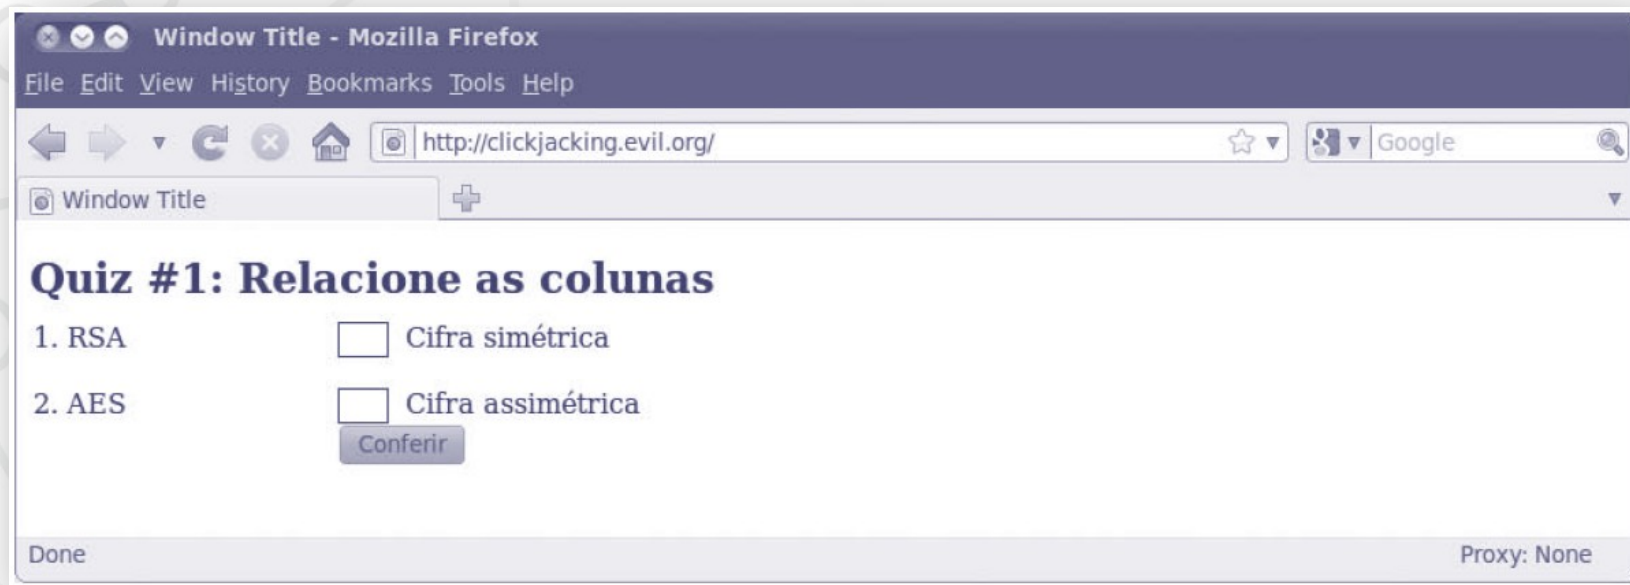 Window Title - Mozilla Firefox
File Edit View History Bookmarks Tools Help
http://clickjacking.evil.org/
Google
Window Title
Quiz #1: Relacione as colunas
1. RSA Cifra simétrica
2. AES Cifra assimétrica
Conferir
Done Proxy: None